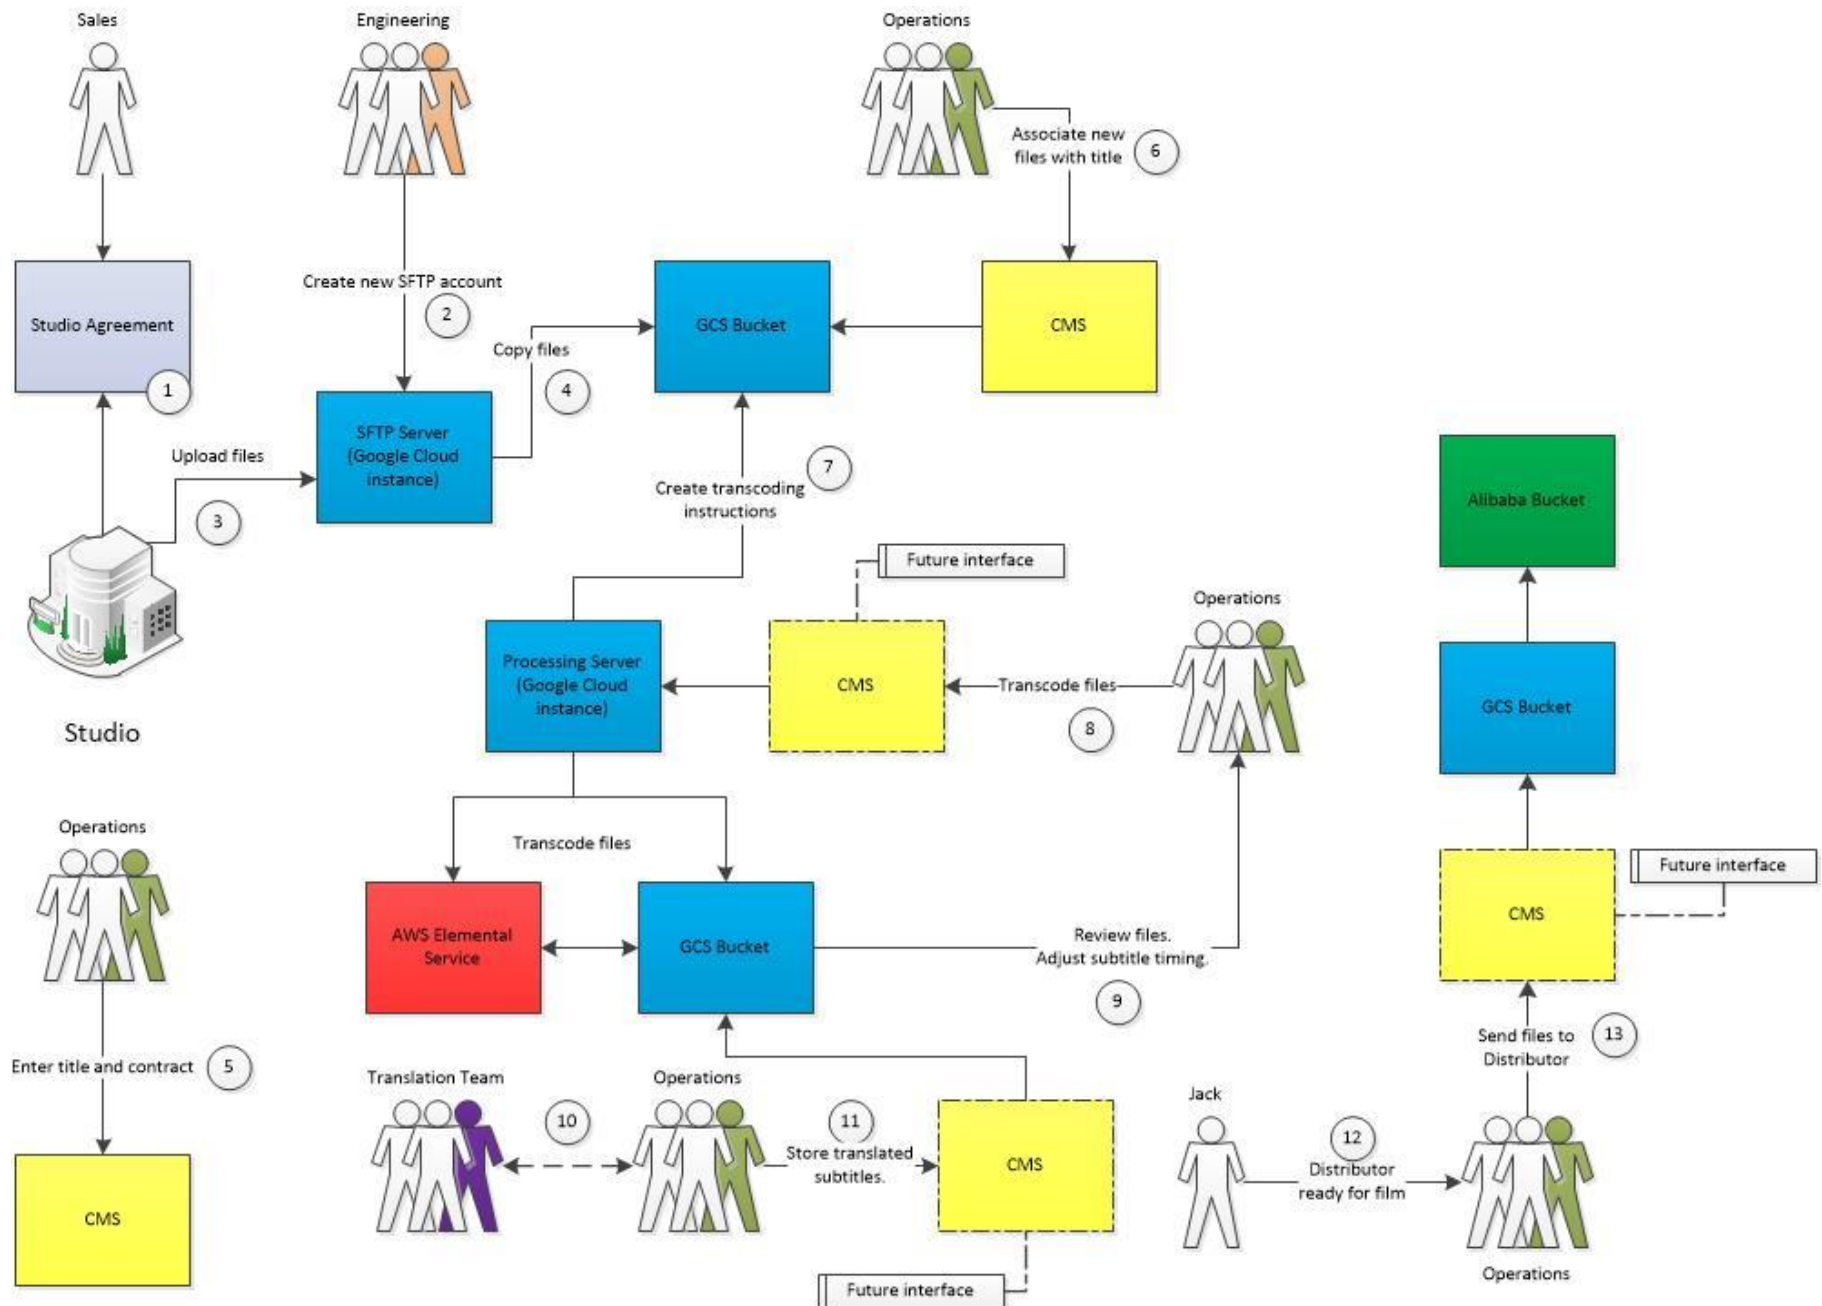 Sales
Engineering
Operations
Associate new
files with title
6
Create new SFTP account
2
Studio Agreement
1
GCS Bucket
CMS
Copy files
4
SFTP Server
(Google Cloud
instance)
Upload files
3
7
Create transcoding
instructions
Alibaba Bucket
Future interface
Operations
Processing Server
(Google Cloud
instance)
CMS
Transcode files
8
GCS Bucket
Studio
Operations
Transcode files
Future interface
CMS
AWS Elemental
Service
GCS Bucket
Review files.
Adjust subtitle timing.
9
Enter title and contract
5
Send files to
Distributor
13
Translation Team
10
Operations
11
Store translated
subtitles.
CMS
Jack
12
Distributor
ready for film
CMS
Operations
Future interface